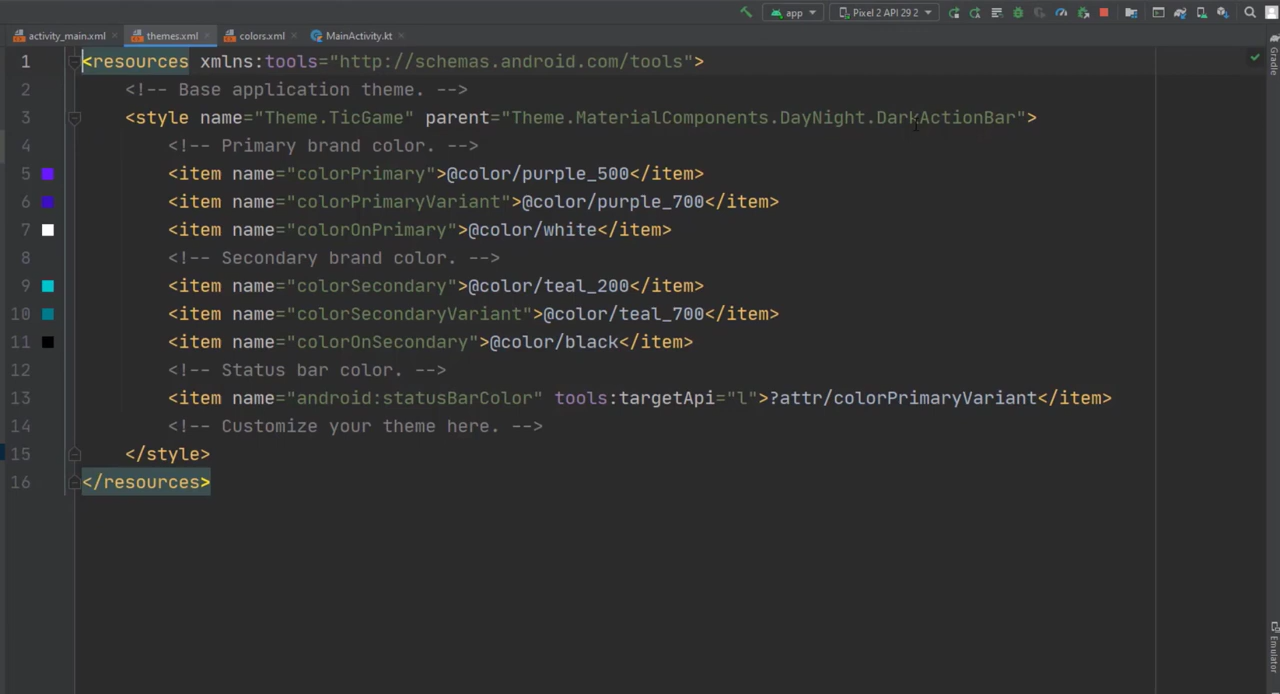 app
Pixel 2 API 29 2
activity_main.xml
themes.xml
colors.xml
MainActivity.kt
1 <resources xmlns:tools="http://schemas.android.com/tools">
2 <!-- Base application theme. -->
3 <style name="Theme.TicGame" parent="Theme.MaterialComponents.DayNight.DarkActionBar">
4 <!-- Primary brand color. -->
5 <item name="colorPrimary">@color/purple_500</item>
6 <item name="colorPrimaryVariant">@color/purple_700</item>
7 <item name="colorOnPrimary">@color/white</item>
8 <!-- Secondary brand color. -->
9 <item name="colorSecondary">@color/teal_200</item>
10 <item name="colorSecondaryVariant">@color/teal_700</item>
11 <item name="colorOnSecondary">@color/black</item>
12 <!-- Status bar color. -->
13 <item name="android:statusBarColor" tools:targetApi="l">?attr/colorPrimaryVariant</item>
14 <!-- Customize your theme here. -->
15 </style>
16 </resources>
Gradle
Emulator